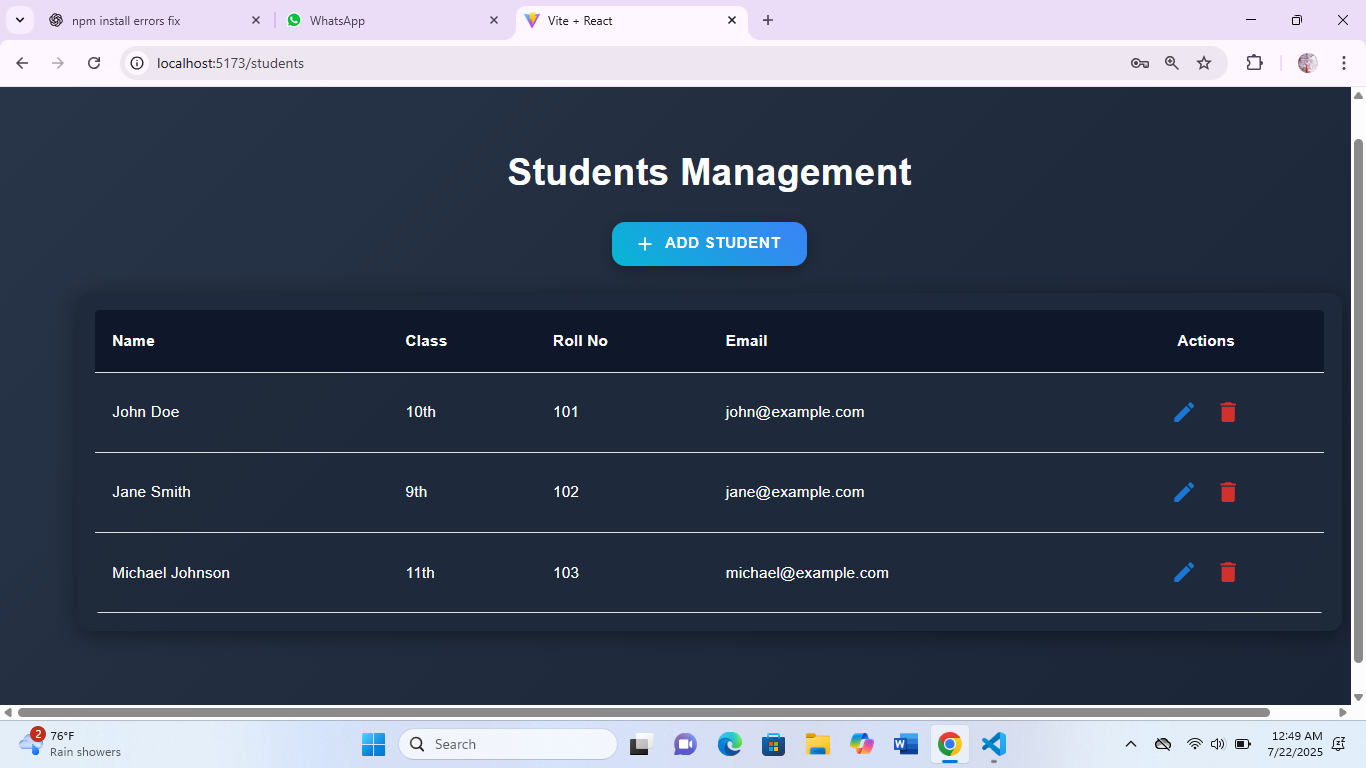 npm install errors fix
WhatsApp
Vite + React
localhost:5173/students
Students Management
ADD STUDENT
Name Class Roll No Email Actions
John Doe 10th 101 john@example.com
Jane Smith 9th 102 jane@example.com
Michael Johnson 11th 103 michael@example.com
2
76°F
Rain showers
Search
W
12:49 AM
7/22/2025